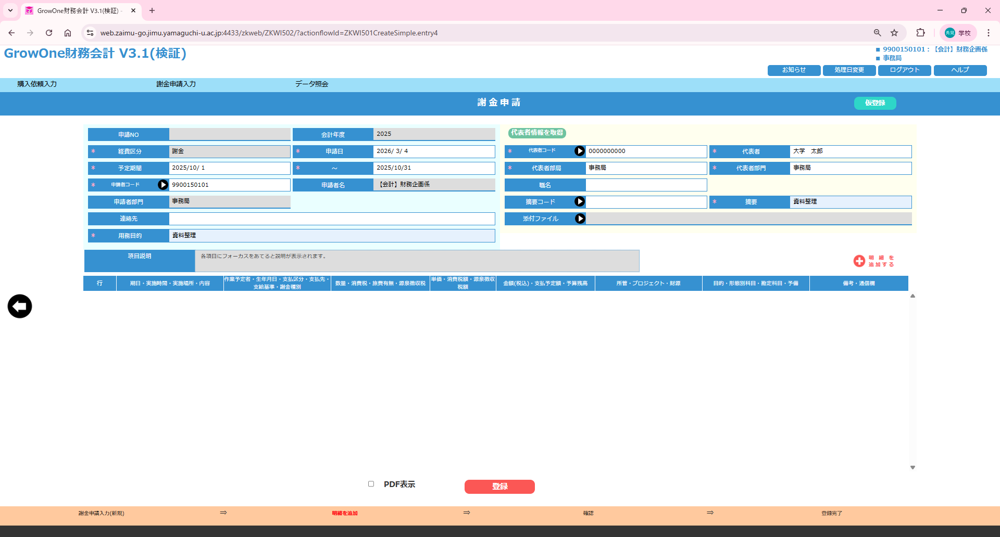 GrowOne財務会計 V3.1(検証) -
web.zaimu-go.jimu.yamaguchi-u.ac.jp:4433/zkweb/ZKWI502/?actionflowId=ZKWI501CreateSimple.entry4
秀晃 学校
GrowOne財務会計 V3.1(検証)
■ 9900150101：【会計】財務企画係
■ 事務局
お知らせ 処理日変更 ログアウト ヘルプ
購入依頼入力 謝金申請入力 データ照会
謝金申請 仮登録
申請NO 会計年度 2025
代表者情報を取得
* 経費区分 謝金 * 申請日 2026/ 3/ 4
* 代表者コード 0000000000 * 代表者 大学　太郎
* 予定期間 2025/10/ 1 * ～ 2025/10/31
* 代表者部局 事務局 * 代表者部門 事務局
* 申請者コード 9900150101 申請者名 【会計】財務企画係
職名
申請者部門 事務局
摘要コード * 摘要 資料整理
連絡先
添付ファイル
* 用務目的 資料整理
項目説明 各項目にフォーカスをあてると説明が表示されます。
明細を
追加する
行 期日・実施時間・実施場所・内容 作業予定者・生年月日・支払区分・支払先・支給基準・謝金種別 数量・消費税・旅費有無・源泉徴収税 単価・消費税額・源泉徴収税額 金額(税込)・支払予定額・予算残高 所管・プロジェクト・財源 目的・形態別科目・勘定科目・予備 備考・通信欄
PDF表示 登録
謝金申請入力(新規) ⇒ 明細を追加 ⇒ 確認 ⇒ 登録完了